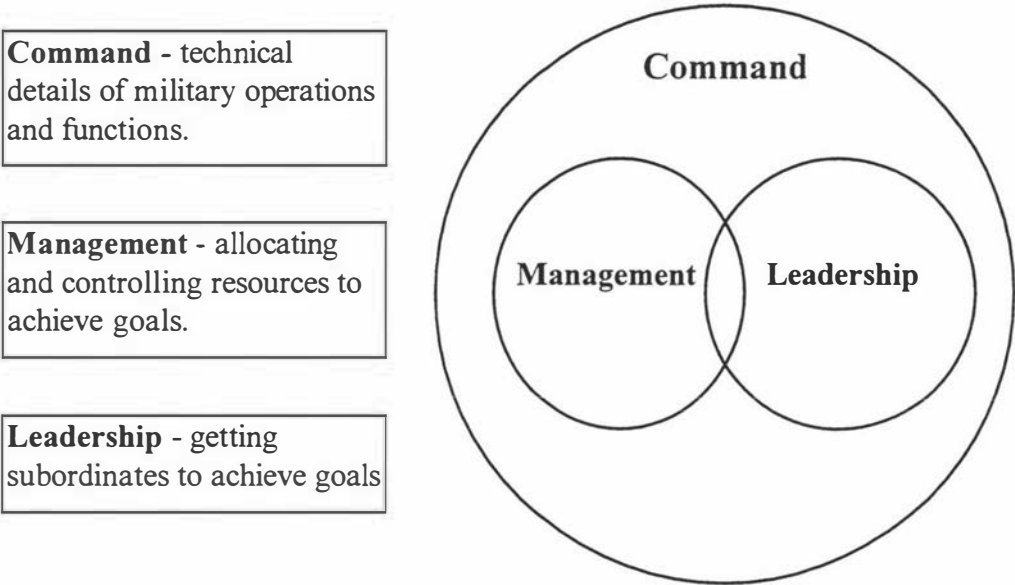 Command - technical
details of military operations
and functions.
Management - allocating
and controlling resources to
achieve goals.
Leadership - getting
subordinates to achieve goals
Command
Management
Leadership